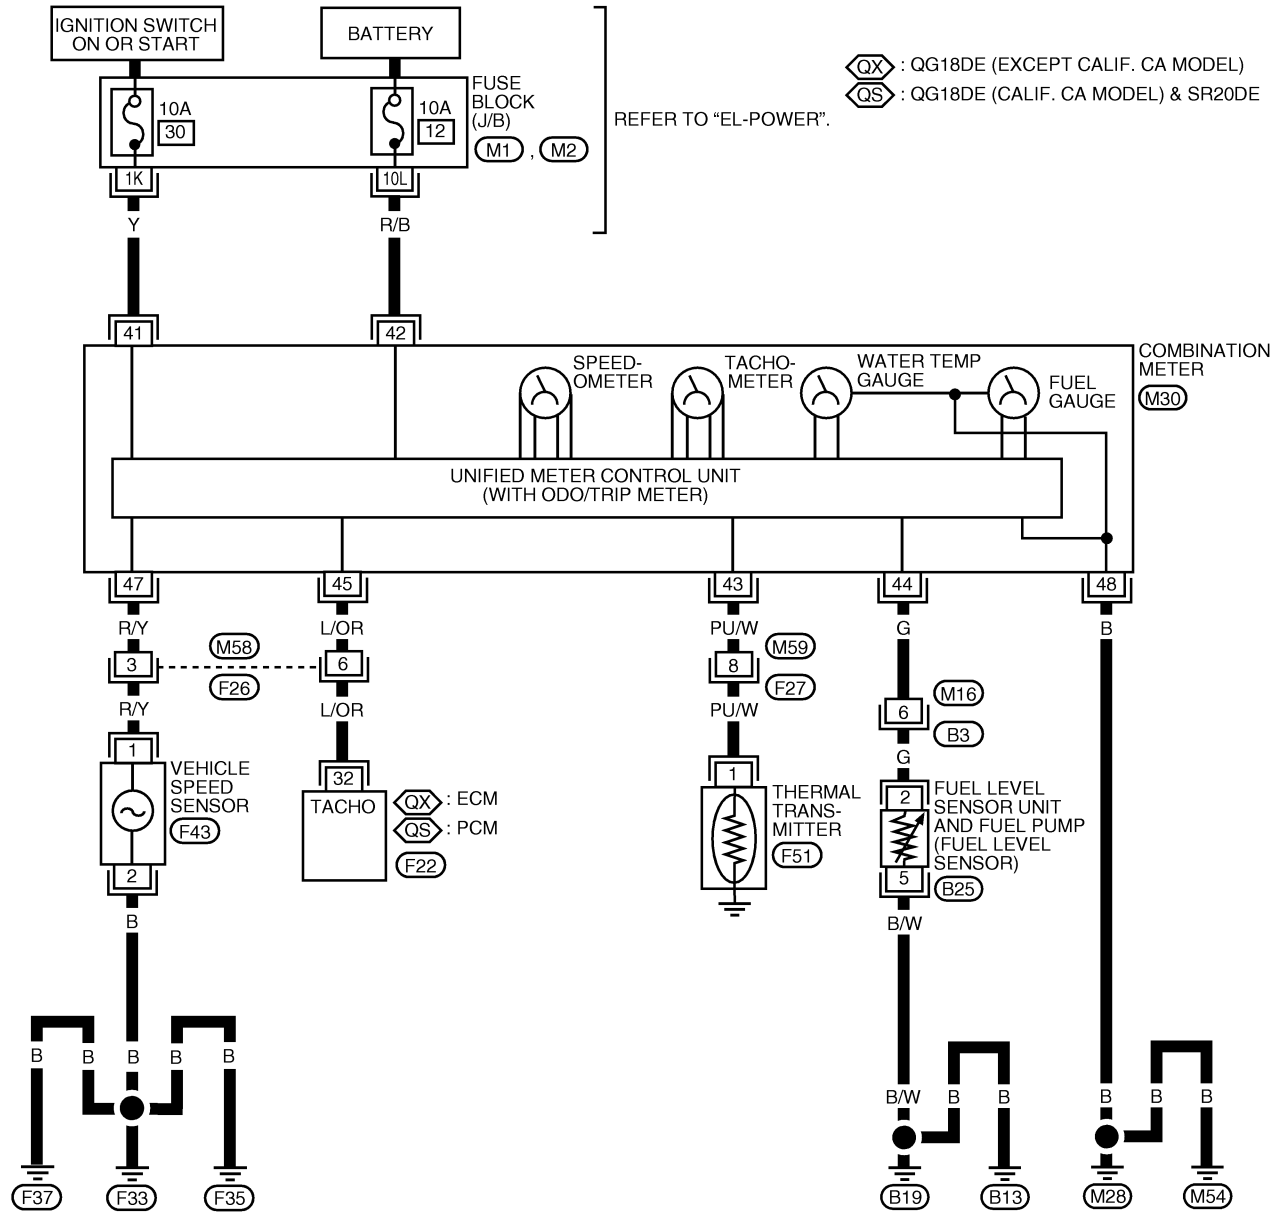 IGNITION SWITCH
ON OR START
BATTERY
10A
30
10A
12
FUSE
BLOCK
(J/B)
M1 , M2
REFER TO “EL-POWER”.
QX : QG18DE (EXCEPT CALIF. CA MODEL)
QS : QG18DE (CALIF. CA MODEL) & SR20DE
1K
10L
Y
R/B
41
42
SPEED-
OMETER
TACHO-
METER
WATER TEMP
GAUGE
FUEL
GAUGE
COMBINATION
METER
M30
UNIFIED METER CONTROL UNIT
(WITH ODO/TRIP METER)
47
45
43
44
48
R/Y
L/OR
PU/W
G
B
3
M58
F26
6
8
M59
F27
6
M16
B3
R/Y
L/OR
PU/W
G
1
VEHICLE
SPEED
SENSOR
F43
2
32
TACHO
QX : ECM
QS : PCM
F22
1
THERMAL
TRANS-
MITTER
F51
2
FUEL LEVEL
SENSOR UNIT
AND FUEL PUMP
(FUEL LEVEL
SENSOR)
5
B25
B
B/W
B
B
B
B
B
B/W
B
B
B
B
B
F37
F33
F35
B19
B13
M28
M54